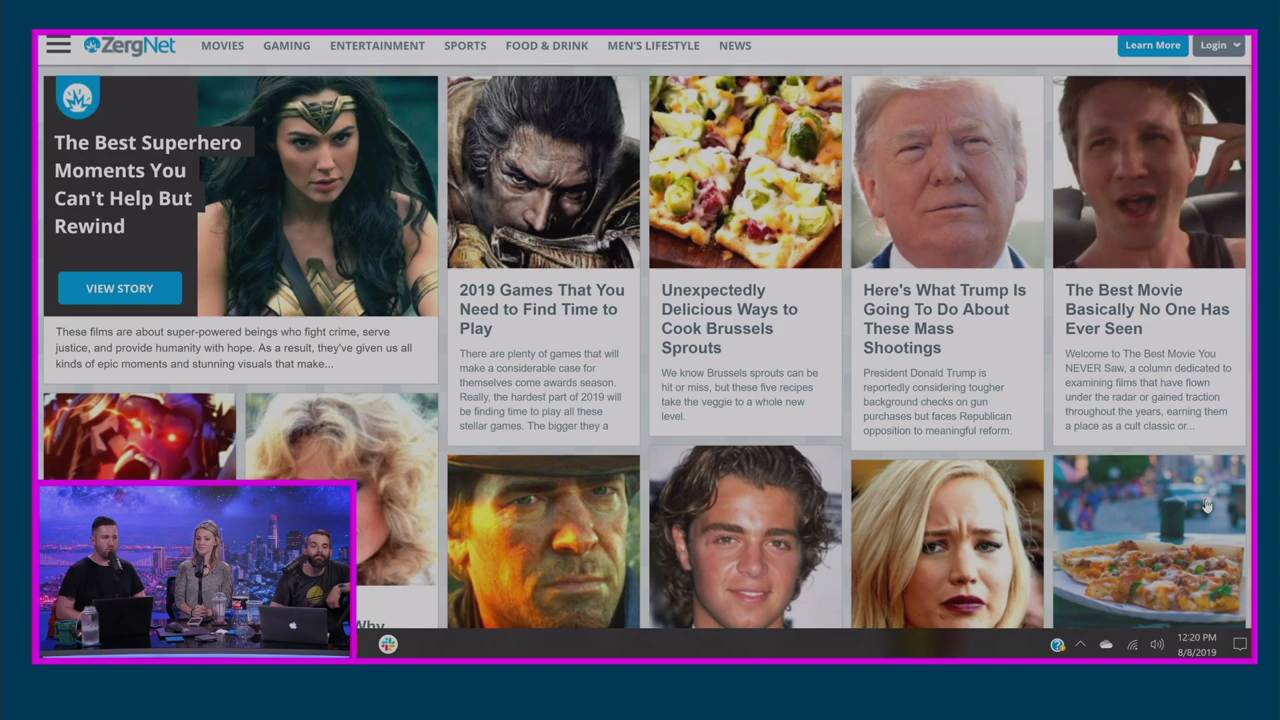 ZergNet
MOVIES
GAMING
ENTERTAINMENT
SPORTS
FOOD & DRINK
MEN'S LIFESTYLE
NEWS
Learn More
Login
The Best Superhero
Moments You
Can't Help But
Rewind
VIEW STORY
These films are about super-powered beings who fight crime, serve
justice, and provide humanity with hope. As a result, they've given us all
kinds of epic moments and stunning visuals that make...
2019 Games That You
Need to Find Time to
Play
There are plenty of games that will
make a considerable case for
themselves come awards season.
Really, the hardest part of 2019 will
be finding time to play all these
stellar games. The bigger they a
Unexpectedly
Delicious Ways to
Cook Brussels
Sprouts
We know Brussels sprouts can be
hit or miss, but these five recipes
take the veggie to a whole new
level.
Here's What Trump Is
Going To Do About
These Mass
Shootings
President Donald Trump is
reportedly considering tougher
background checks on gun
purchases but faces Republican
opposition to meaningful reform.
The Best Movie
Basically No One Has
Ever Seen
Welcome to The Best Movie You
NEVER Saw, a column dedicated to
examining films that have flown
under the radar or gained traction
throughout the years, earning them
a place as a cult classic or...
Why
12:20 PM
8/8/2019